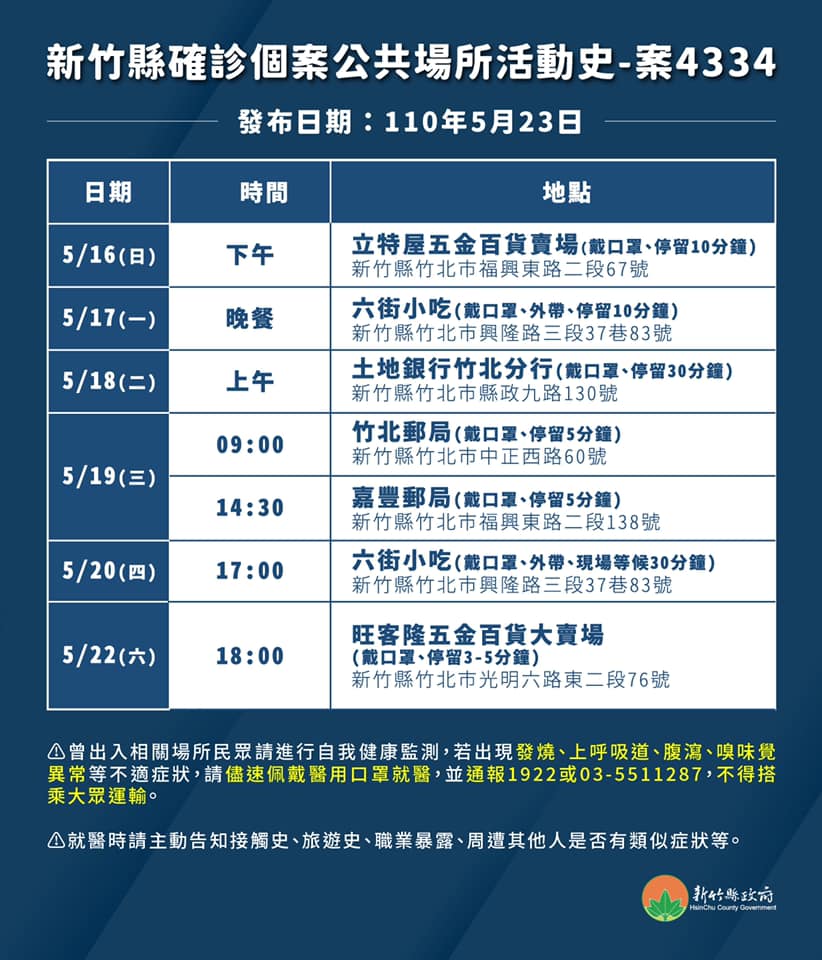 新竹縣確診個案公共場所活動史-案4334
發布日期：110年5月23日
日期 時間 地點
5/16(日) 下午 立特屋五金百貨賣場(戴口罩、停留10分鐘)
新竹縣竹北市福興東路二段67號
5/17(一) 晚餐 六街小吃(戴口罩、外帶、停留10分鐘)
新竹縣竹北市興隆路三段37巷83號
5/18(二) 上午 土地銀行竹北分行(戴口罩、停留30分鐘)
新竹縣竹北市縣政九路130號
5/19(三) 09:00 竹北郵局(戴口罩、停留5分鐘)
新竹縣竹北市中正西路60號
14:30 嘉豐郵局(戴口罩、停留5分鐘)
新竹縣竹北市福興東路二段138號
5/20(四) 17:00 六街小吃(戴口罩、外帶、現場等候30分鐘)
新竹縣竹北市興隆路三段37巷83號
5/22(六) 18:00 旺客隆五金百貨大賣場
(戴口罩、停留3-5分鐘)
新竹縣竹北市光明六路東二段76號
⚠曾出入相關場所民眾請進行自我健康監測，若出現發燒、上呼吸道、腹瀉、嗅味覺
異常等不適症狀，請儘速佩戴醫用口罩就醫，並通報1922或03-5511287，不得搭
乘大眾運輸。
⚠就醫時請主動告知接觸史、旅遊史、職業暴露、周遭其他人是否有類似症狀等。
新竹縣政府
HsinChu County Government